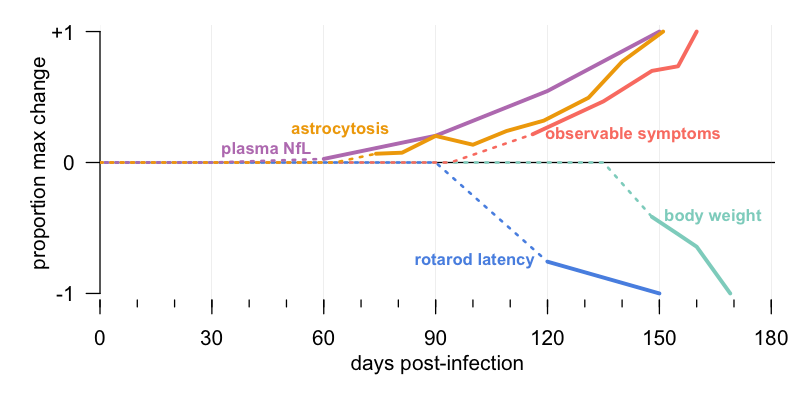 +1
astrocytosis
plasma NfL
observable symptoms
0
proportion max change
body weight
rotarod latency
-1
0 30 60 90 120 150 180
days post-infection